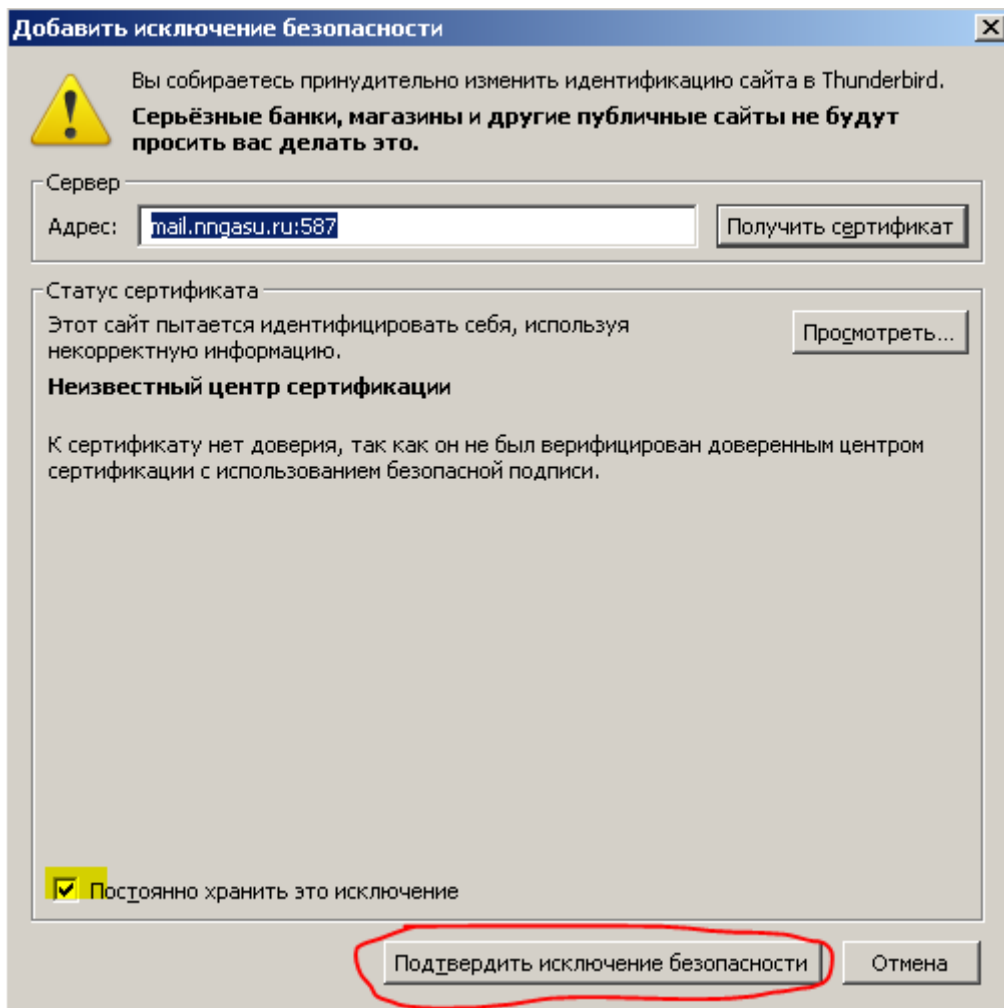 Добавить исключение безопасности
Вы собираетесь принудительно изменить идентификацию сайта в Thunderbird.
Серьёзные банки, магазины и другие публичные сайты не будут
просить вас делать это.
Сервер
Адрес: mail.nngasu.ru:587 Получить сертификат
Статус сертификата
Этот сайт пытается идентифицировать себя, используя
некорректную информацию.
Просмотреть...
Неизвестный центр сертификации
К сертификату нет доверия, так как он не был верифицирован доверенным центром
сертификации с использованием безопасной подписи.
Постоянно хранить это исключение
Подтвердить исключение безопасности Отмена